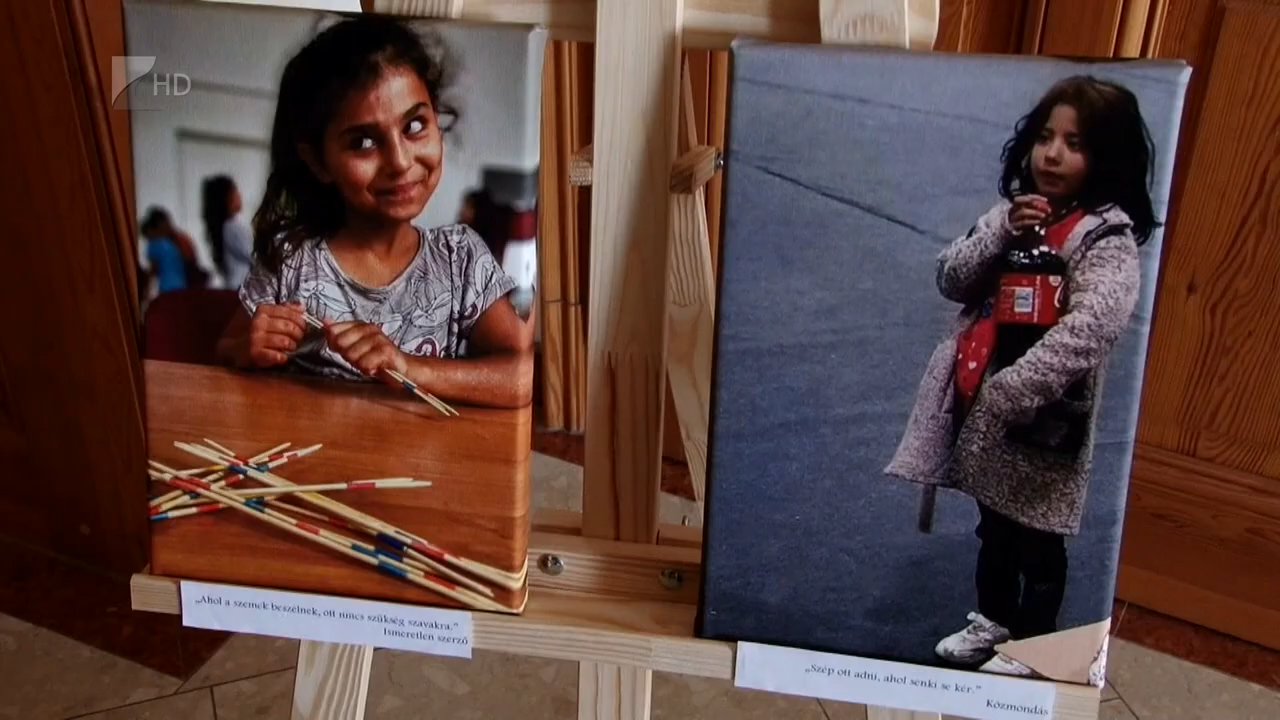 HD
„Ahol a szemek beszélnek, ott nincs szükség szavakra.”
Ismeretlen szerző
„Szép ott adni, ahol senki se kér.”
Közmondás